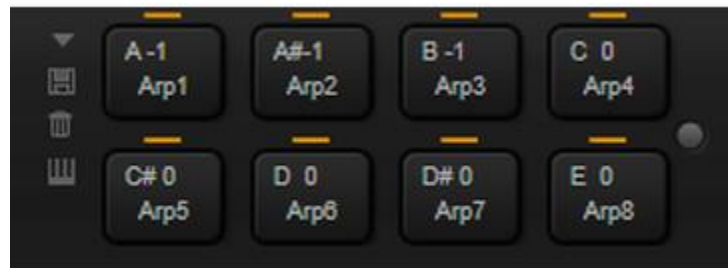 A -1 A#-1 B -1 C 0
Arp1 Arp2 Arp3 Arp4
C# 0 D 0 D# 0 E 0
Arp5 Arp6 Arp7 Arp8